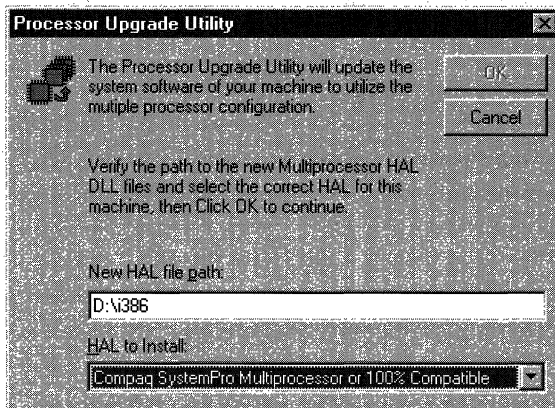 Processor Upgrade Utility
The Processor Upgrade Utility will update the
system software of your machine to utilize the
mutiple processor configuration.
OK
Cancel
Verify the path to the new Multiprocessor HAL
DLL files and select the correct HAL for this
machine, then Click OK to continue.
New HAL file path:
D:\i386
HAL to Install:
Compaq SystemPro Multiprocessor or 100% Compatible